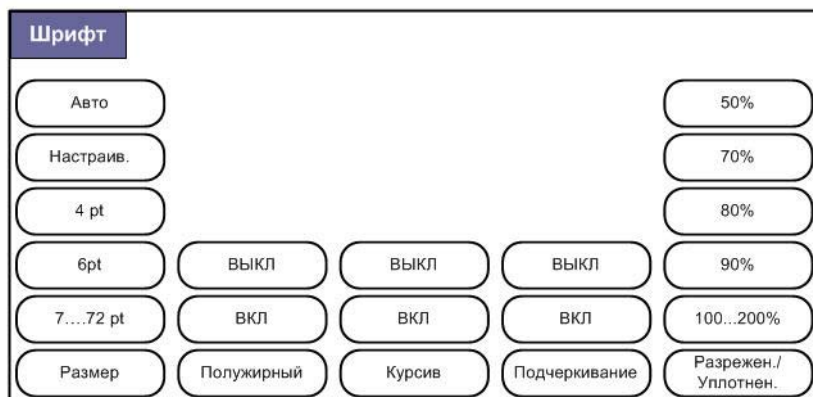 Шрифт
Авто 50%
Настраив. 70%
4 pt 80%
6pt ВЫКЛ ВЫКЛ ВЫКЛ 90%
7....72 pt ВКЛ ВКЛ ВКЛ 100...200%
Размер Полужирный Курсив Подчеркивание Разрежен./
Уплотнен.